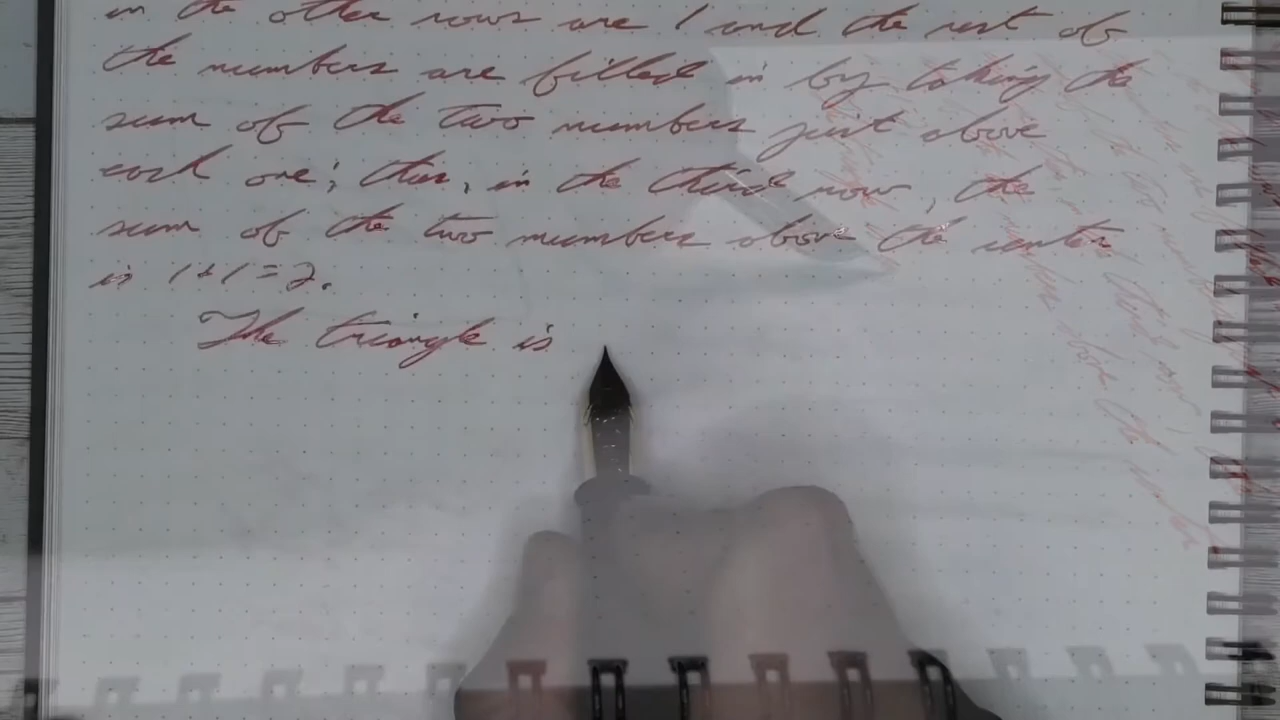 in the other rows are 1 and the rest of
the numbers are filled in by taking the
sum of the two numbers just above
each one; thus, in the third row, the
sum of the two numbers above the center
is 1+1=2.
The triangle is